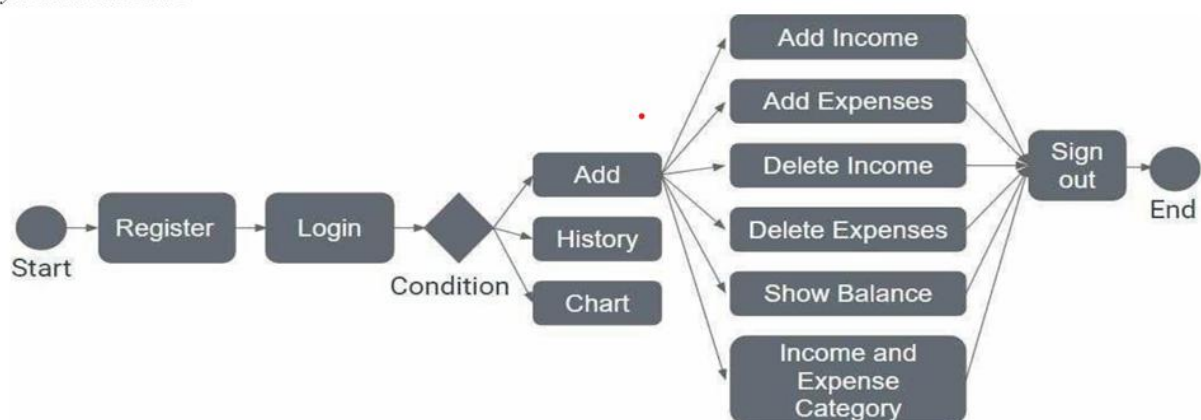 Start
Register
Login
Condition
Add
History
Chart
Add Income
Add Expenses
Delete Income
Delete Expenses
Show Balance
Income and
Expense
Category
Sign
out
End